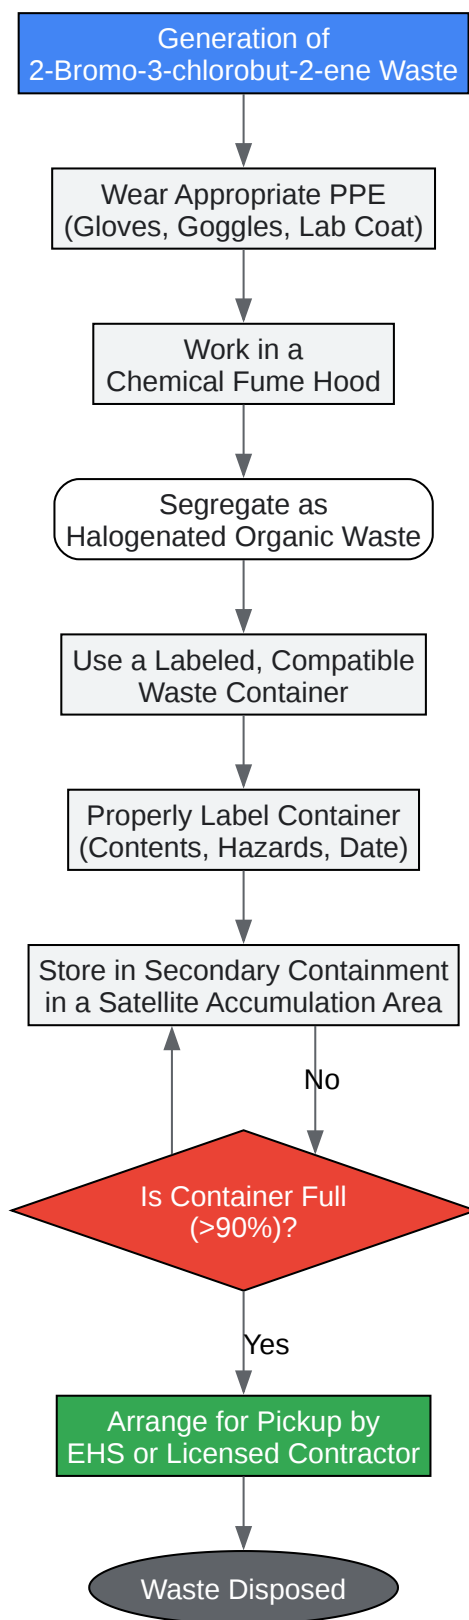 Generation of
2-Bromo-3-chlorobut-2-ene Waste
Wear Appropriate PPE
(Gloves, Goggles, Lab Coat)
Work in a
Chemical Fume Hood
Segregate as
Halogenated Organic Waste
Use a Labeled, Compatible
Waste Container
Properly Label Container
(Contents, Hazards, Date)
Store in Secondary Containment
in a Satellite Accumulation Area
No
Is Container Full
(>90%)?
Yes
Arrange for Pickup by
EHS or Licensed Contractor
Waste Disposed